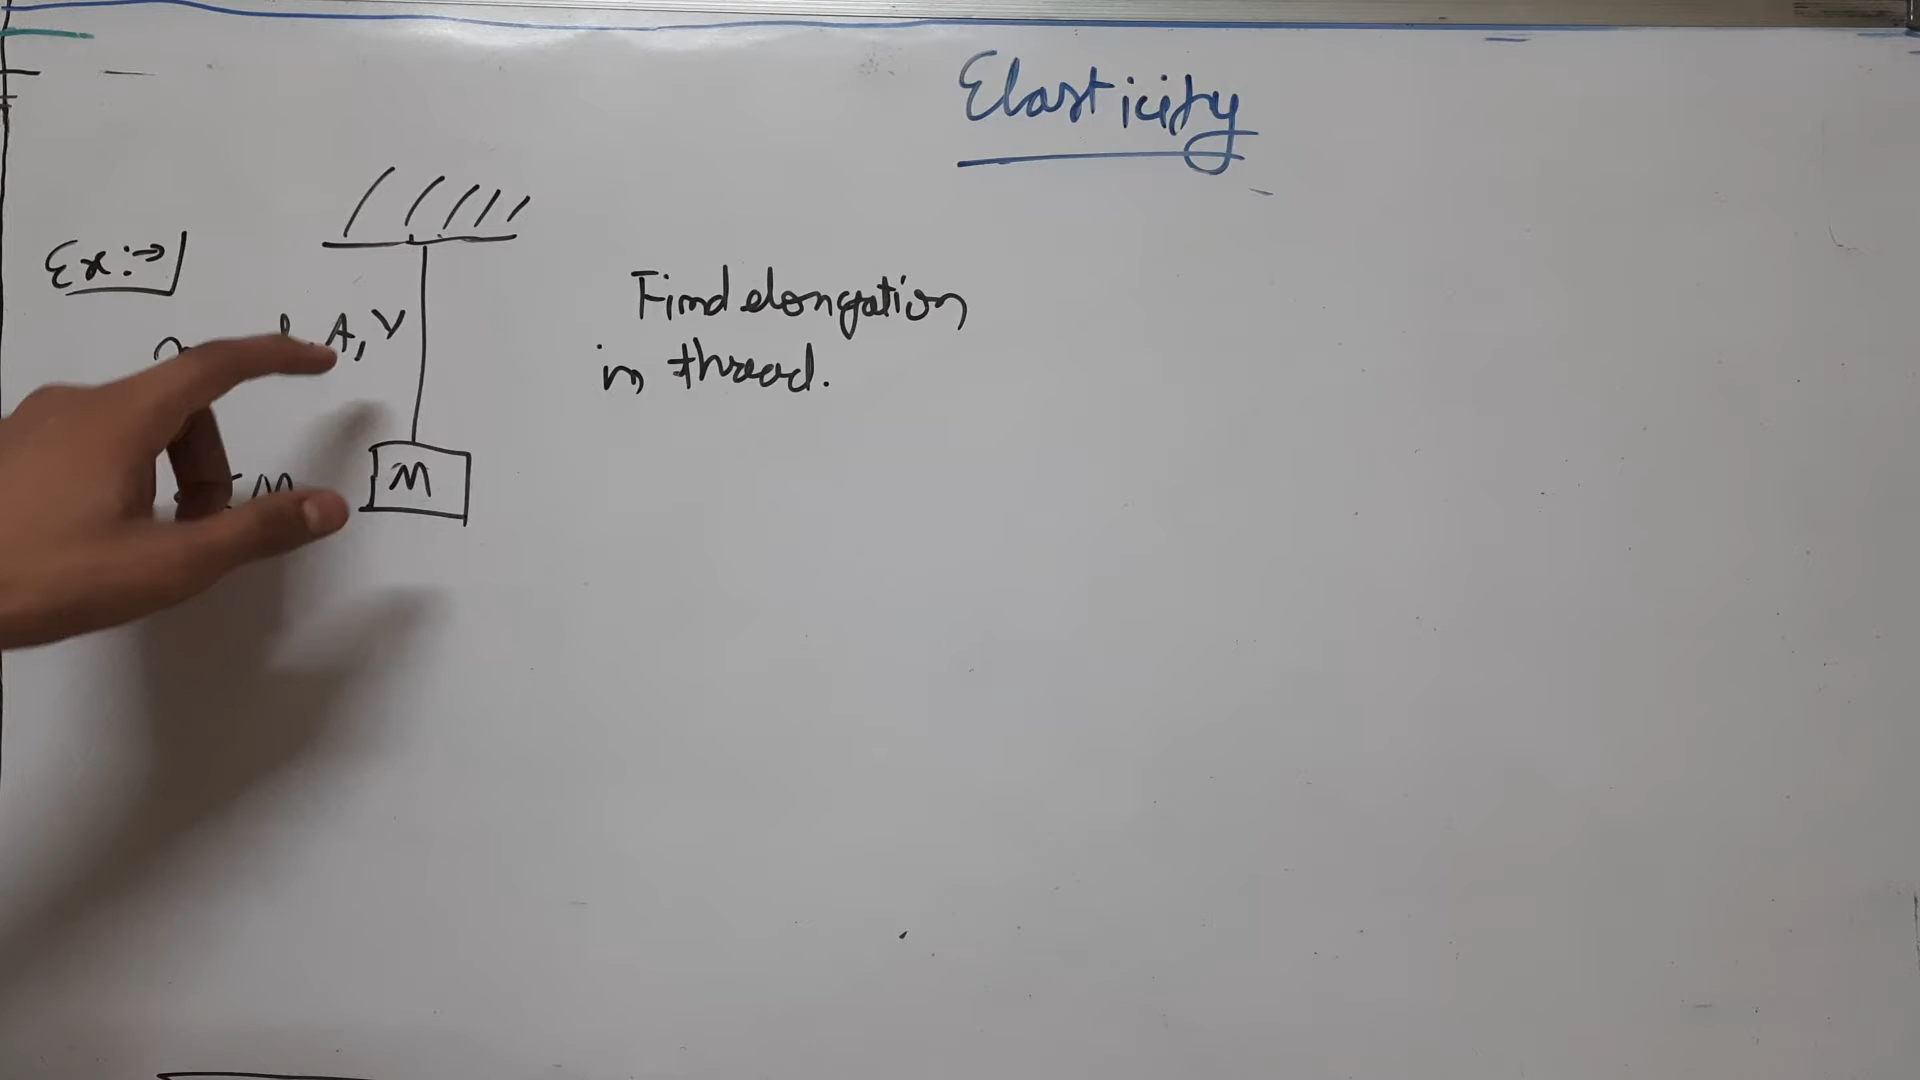 Elasticity
Ex:→
Find elongation
A, Y
in thread.
M